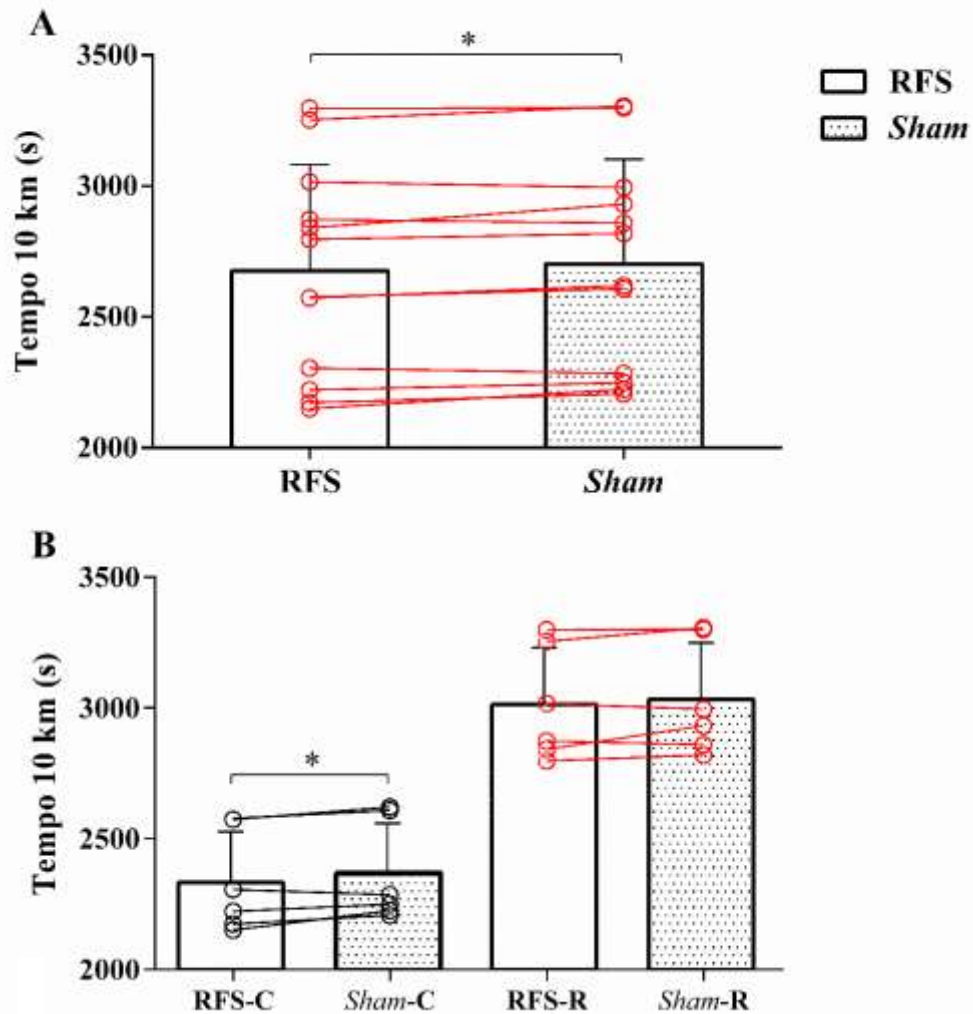 A
*
3500
3000
2500
2000
Tempo 10 km (s)
RFS
Sham
RFS
Sham
B
3500
3000
2500
2000
Tempo 10 km (s)
*
RFS-C
Sham-C
RFS-R
Sham-R